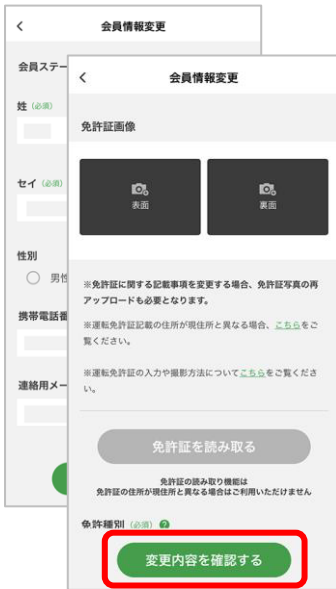 会員情報変更
会員ステー
姓 (必須)
セイ (必須)
性別
男性
携帯電話番
連絡用メー
会員情報変更
免許証画像
表面
裏面
※免許証に関する記載事項を変更する場合、免許証写真の再
アップロードも必要となります。
※運転免許証記載の住所が現住所と異なる場合、こちらをご
覧ください。
※運転免許証の入力や撮影方法についてこちらをご覧くださ
い。
免許証を読み取る
免許証の読み取り機能は
免許証の住所が現住所と異なる場合はご利用いただけません
免許種別 (必須) ?
変更内容を確認する